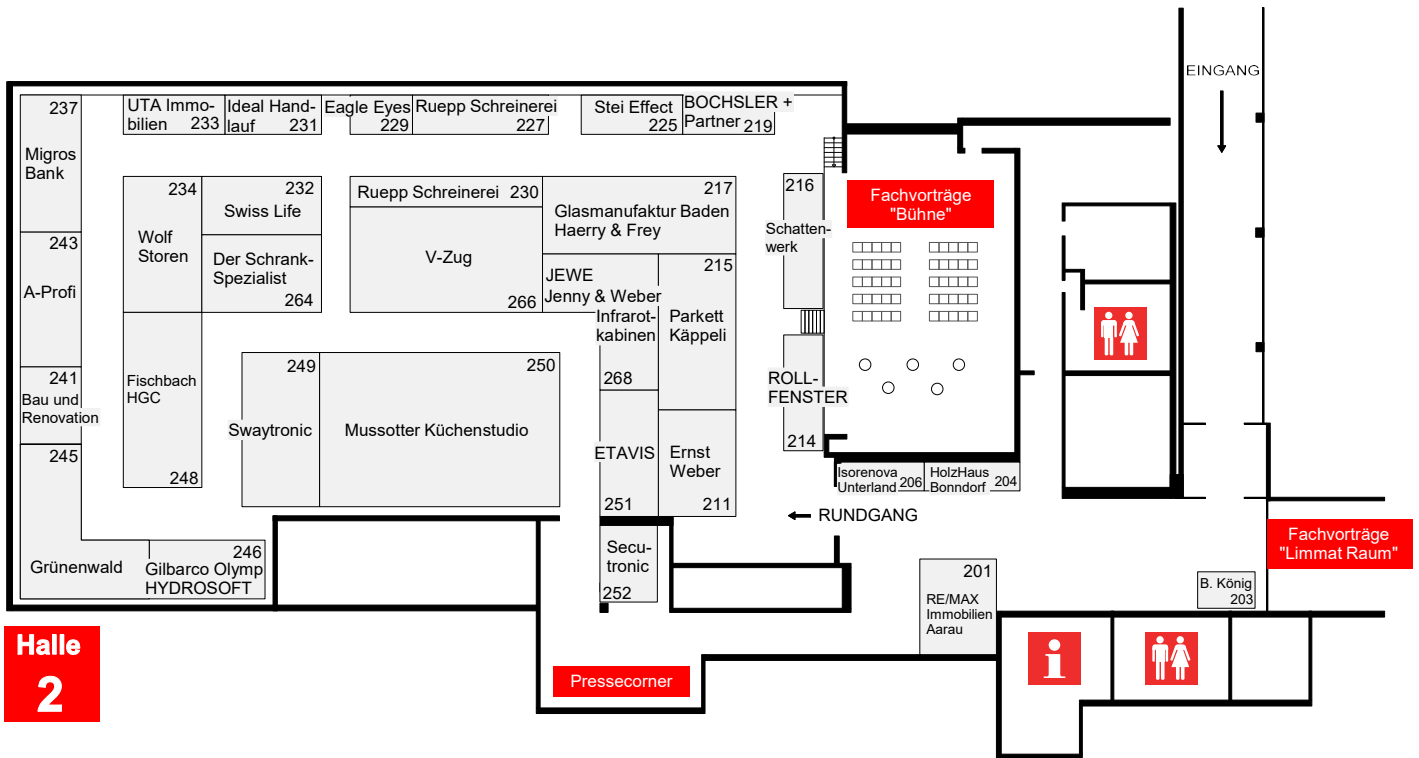 EINGANG
237
Migros
Bank
UTA Immo-
bilien 233
Ideal Hand-
lauf 231
Eagle Eyes
229
Ruepp Schreinerei
227
Stei Effect
225
BOCHSLER +
Partner 219
234
Wolf
Storen
232
Swiss Life
Der Schrank-
Spezialist
264
Ruepp Schreinerei 230
V-Zug
266
217
Glasmanufaktur Baden
Haerry & Frey
JEWE
Jenny & Weber
Infrarot-
kabinen
268
215
Parkett
Käppeli
216
Schatten-
werk
Fachvorträge
"Bühne"
243
A-Profi
241
Bau und
Renovation
245
Grünenwald
246
Gilbarco Olymp
HYDROSOFT
Fischbach
HGC
248
249
Swaytronic
250
Mussotter Küchenstudio
ETAVIS
251
Ernst
Weber
211
ROLL-
FENSTER
214
Isorenova
Unterland 206
HolzHaus
Bonndorf 204
RUNDGANG
Secu-
tronic
252
201
RE/MAX
Immobilien
Aarau
B. König
203
Fachvorträge
"Limmat Raum"
Halle
2
Pressecorner
i